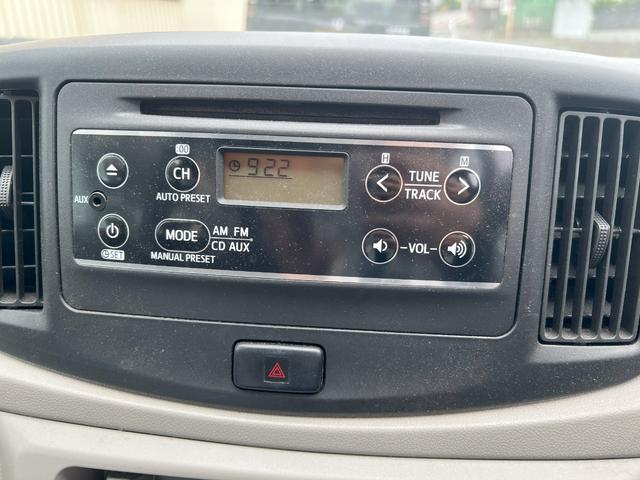 :00
CH
AUTO PRESET
9:22
H
M
<
TUNE
TRACK
>
AUX
MODE
AM FM
CD AUX
VOL
SET
MANUAL PRESET